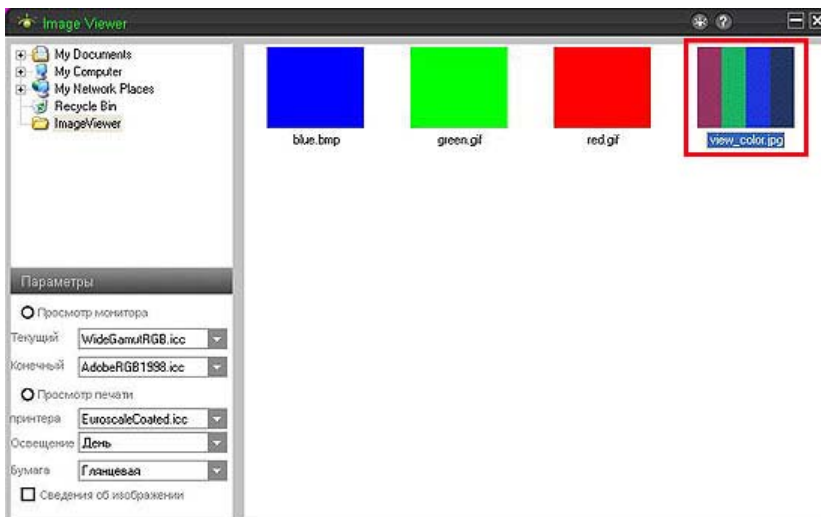 Image Viewer
My Documents
My Computer
My Network Places
Recycle Bin
ImageViewer
blue.bmp
green.gif
red.gif
view_color.jpg
Параметры
Просмотр монитора
Текущий WideGamutRGB.icc
Конечный AdobeRGB1998.icc
Просмотр печати
принтера EuroscaleCoated.icc
Освещение День
Бумага Глянцевая
Сведения об изображении